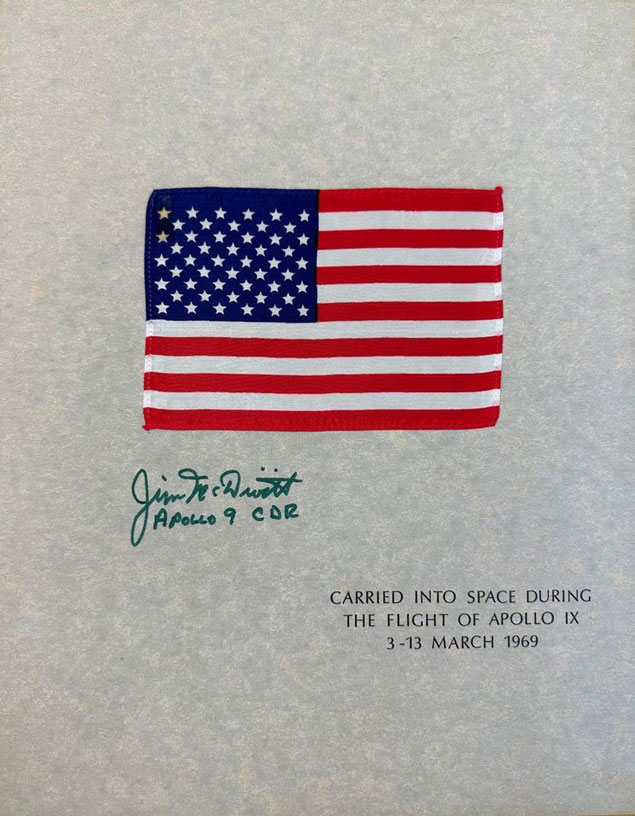 Jim McDivitt
APOLLO 9 CDR
CARRIED INTO SPACE DURING
THE FLIGHT OF APOLLO IX
3-13 MARCH 1969